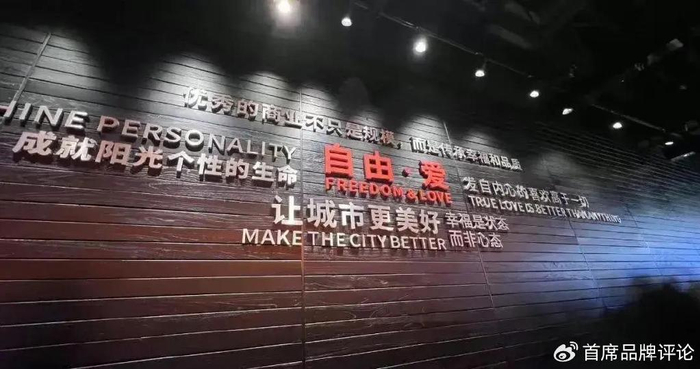 优秀的商业不只是规模，而是代表幸福和品质
HINE PERSONALITY
成就阳光个性的生命
自由·爱
FREEDOM & LOVE
发自内心的喜欢高于一切
TRUE LOVE IS BETTER THAN ANYTHING
让城市更美好
MAKE THE CITY BETTER
幸福是状态
而非心态
首席品牌评论